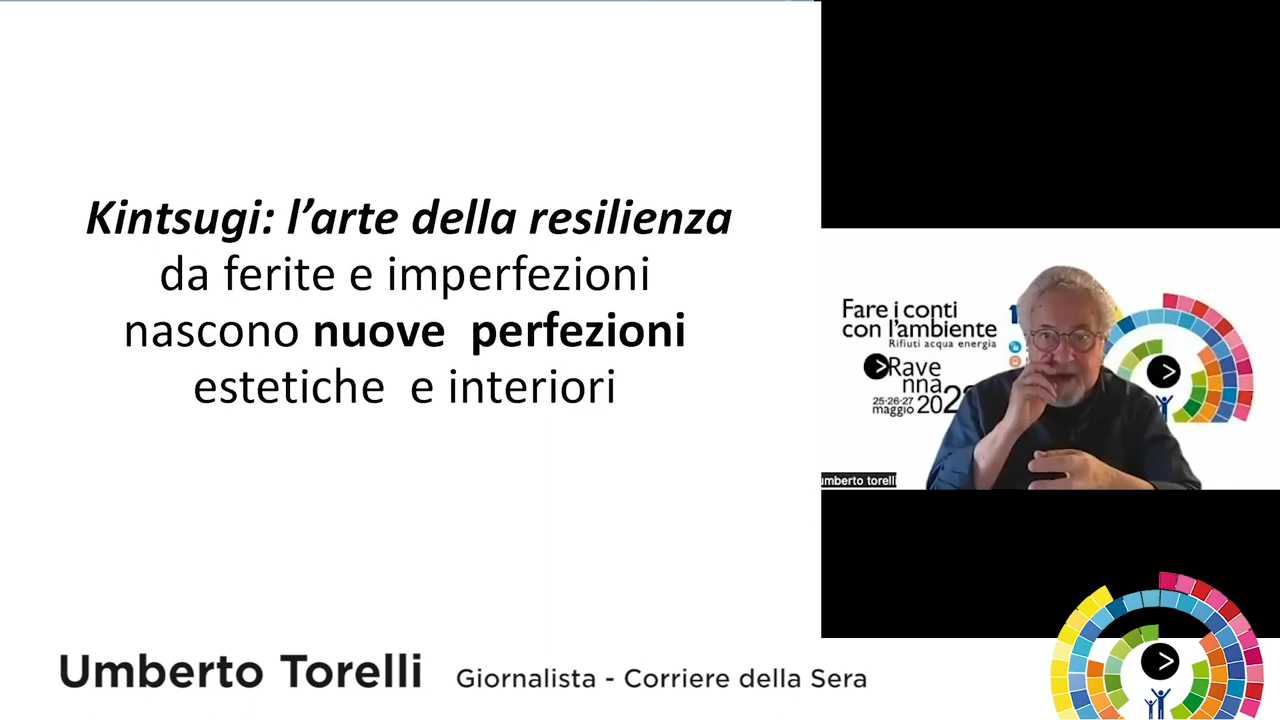 Kintsugi: l’arte della resilienza
da ferite e imperfezioni
nascono nuove perfezioni
estetiche e interiori
Fare i conti
con l’ambiente
Rifiuti acqua energia
Rave
nna
25-26-27
maggio
umberto torelli
Umberto Torelli Giornalista - Corriere della Sera